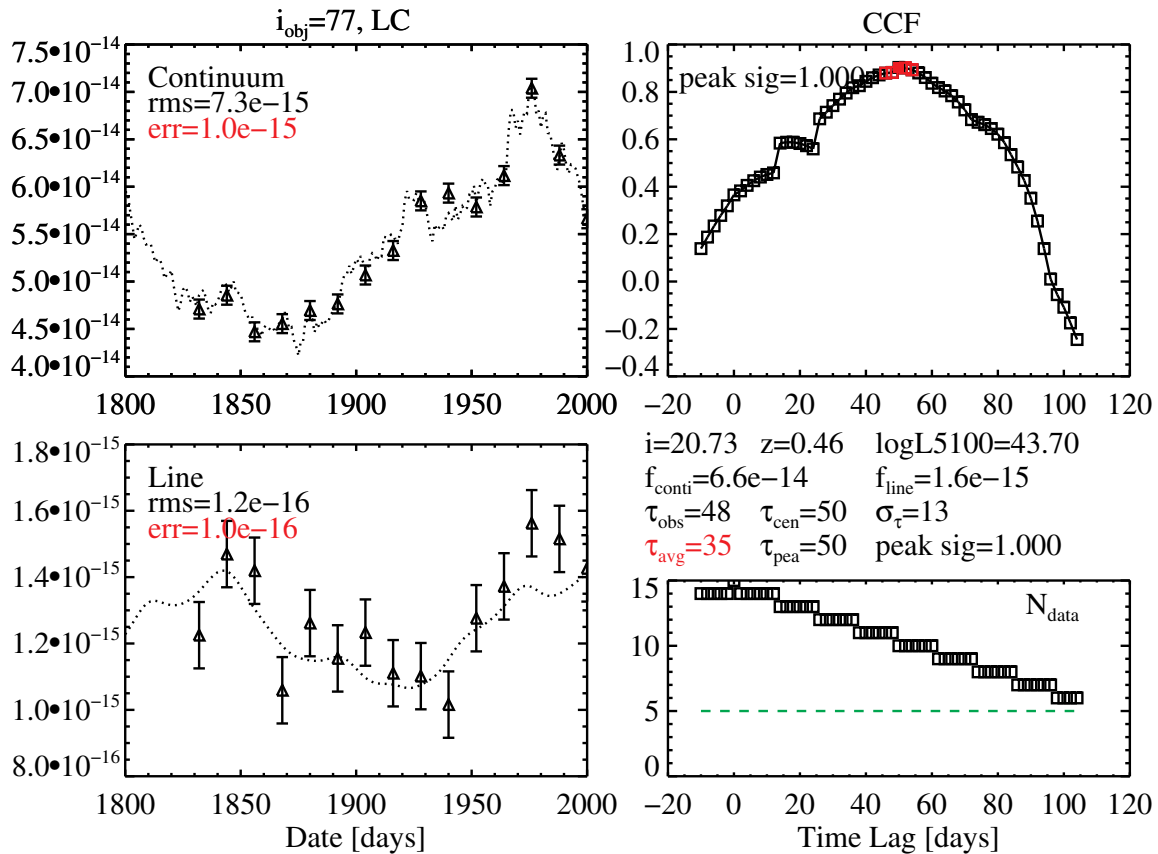 i_obj=77, LC
7.5•10^−14
7.0•10^−14
6.5•10^−14
6.0•10^−14
5.5•10^−14
5.0•10^−14
4.5•10^−14
4.0•10^−14
Continuum
rms=7.3e−15
err=1.0e−15
1800 1850 1900 1950 2000
CCF
1.0
0.8
0.6
0.4
0.2
0.0
−0.2
−0.4
peak sig=1.000
−20 0 20 40 60 80 100 120
1.8•10^−15
1.6•10^−15
1.4•10^−15
1.2•10^−15
1.0•10^−15
8.0•10^−16
Line
rms=1.2e−16
err=1.0e−16
1800 1850 1900 1950 2000
Date [days]
i=20.73 z=0.46 logL5100=43.70
f_conti=6.6e−14 f_line=1.6e−15
τ_obs=48 τ_cen=50 σ_τ=13
τ_avg=35 τ_pea=50 peak sig=1.000
15
10
5
0
N_data
−20 0 20 40 60 80 100 120
Time Lag [days]